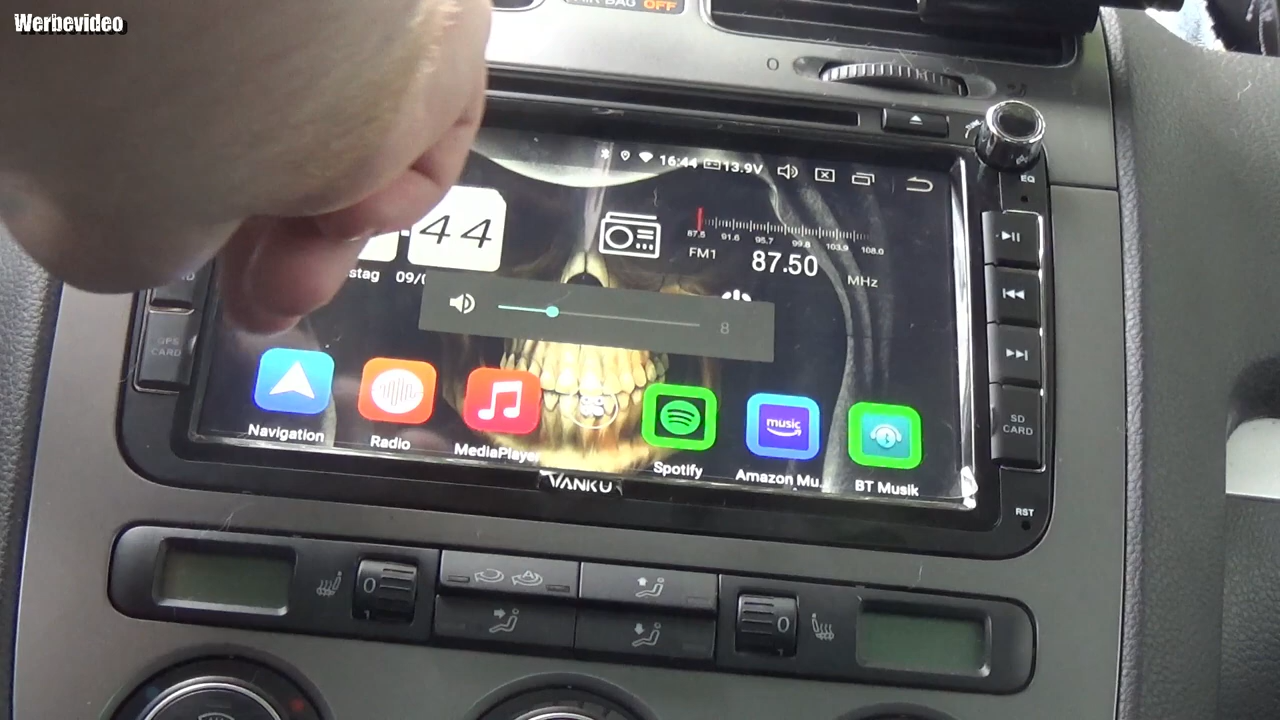 Werbevideo
AIR BAG OFF
0
16:44 13.9V
EQ
44
87.5 91.6 95.7 99.8 103.9 108.0
FM1 87.50 MHz
stag 09/0
8
GPS
CARD
SD
CARD
Navigation Radio MediaPlayer Spotify Amazon Mu.. BT Musik
music
VANKU
RST
0
1
A
0